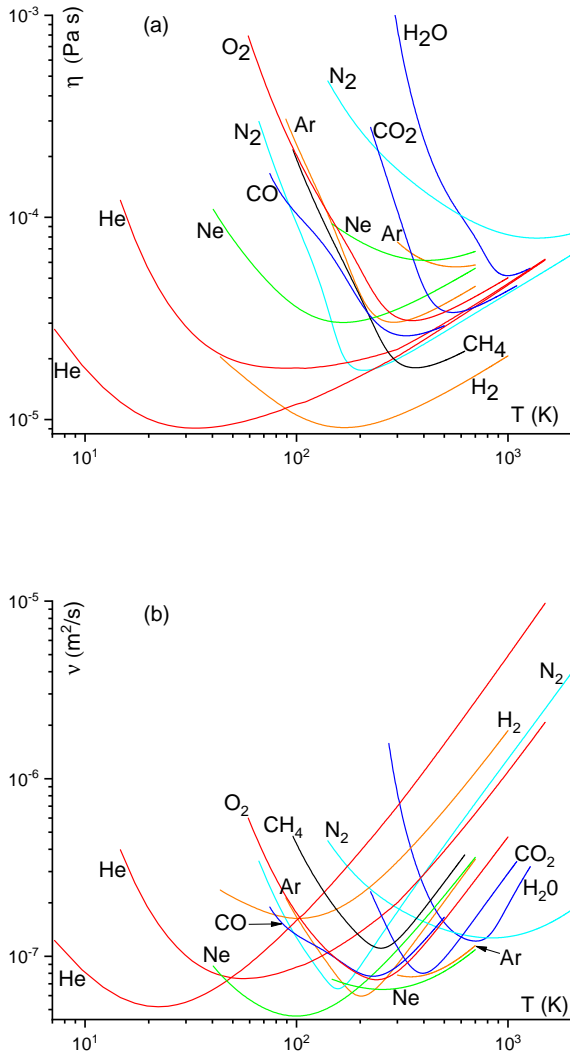 10⁻³
η (Pa s)
(a)
O₂
H₂O
N₂
N₂
Ar
CO₂
CO
10⁻⁴
He
Ne
Ne
Ar
He
CH₄
H₂
10⁻⁵
T (K)
10¹
10²
10³
10⁻⁵
ν (m²/s)
(b)
N₂
H₂
10⁻⁶
O₂
CH₄
N₂
He
CO₂
Ar
H₂0
CO
10⁻⁷
Ar
He
Ne
Ne
10¹
10²
10³
T (K)